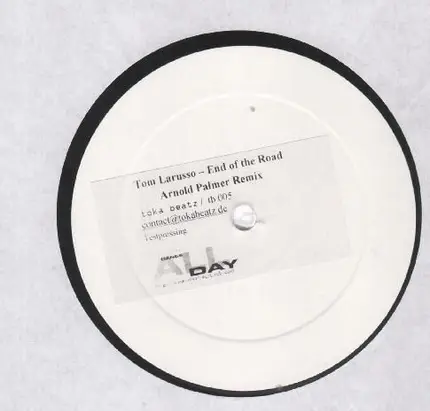 Tom Larusso – End of the Road
Arnold Palmer Remix
toka beatz / tb 005
contact@tokabeatz.de
Testpressing
DANCE
ALL
DAY